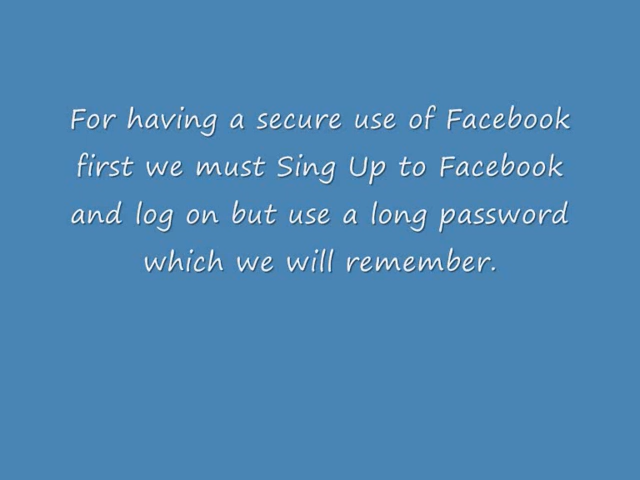 For having a secure use of Facebook
first we must Sing Up to Facebook
and log on but use a long password
which we will remember.